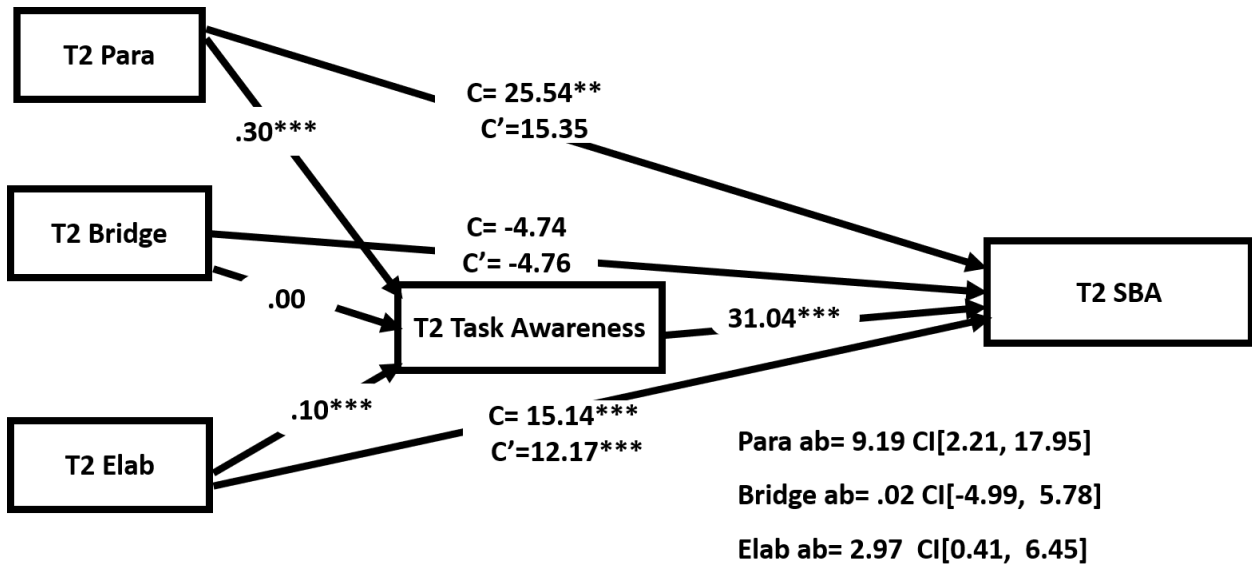 T2 Para
C= 25.54**
C’=15.35
.30***
T2 Bridge
C= -4.74
C’= -4.76
.00
T2 Task Awareness
31.04***
T2 SBA
.10***
T2 Elab
C= 15.14***
C’=12.17***
Para ab= 9.19 CI[2.21, 17.95]
Bridge ab= .02 CI[-4.99, 5.78]
Elab ab= 2.97 CI[0.41, 6.45]